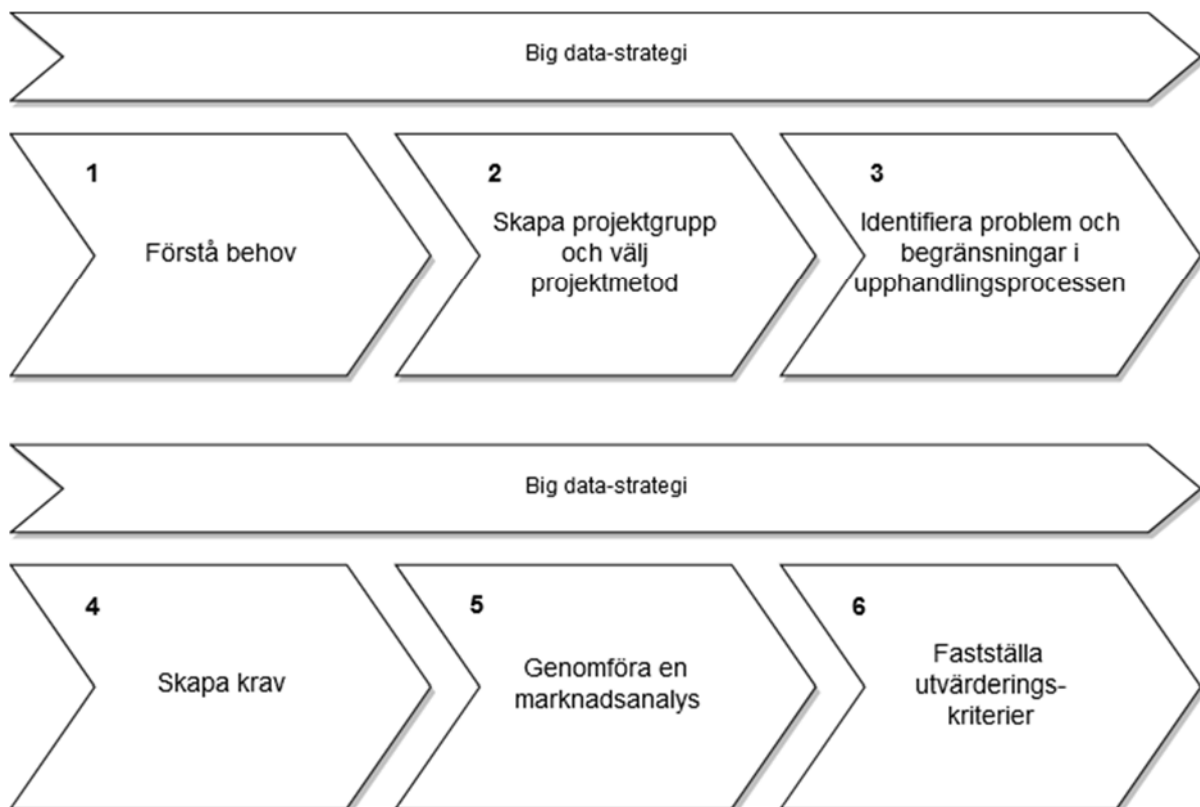 Big data-strategi
1
Förstå behov
2
Skapa projektgrupp
och välj
projektmetod
3
Identifiera problem och
begränsningar i
upphandlingsprocessen
Big data-strategi
4
Skapa krav
5
Genomföra en
marknadsanalys
6
Fastställa
utvärderings-
kriterier